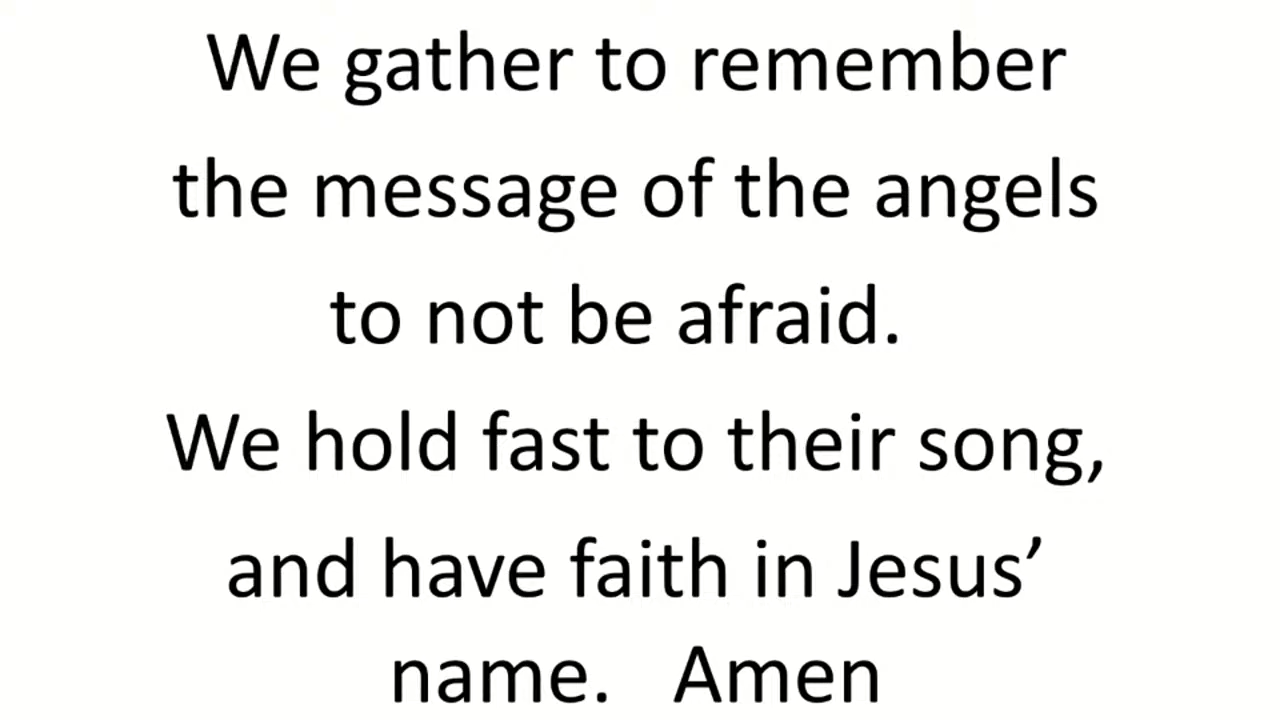 We gather to remember
the message of the angels
to not be afraid.
We hold fast to their song,
and have faith in Jesus’
name. Amen